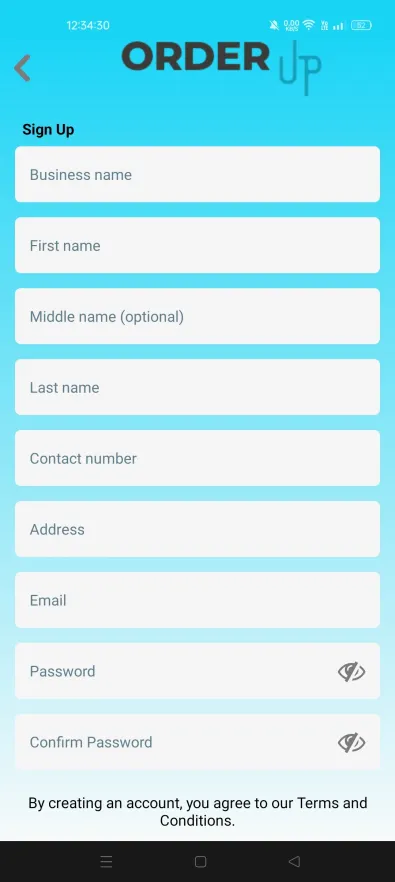 12:34:30
0.00
KB/S
52
ORDER
Up
Sign Up
Business name
First name
Middle name (optional)
Last name
Contact number
Address
Email
Password
Confirm Password
By creating an account, you agree to our Terms and
Conditions.